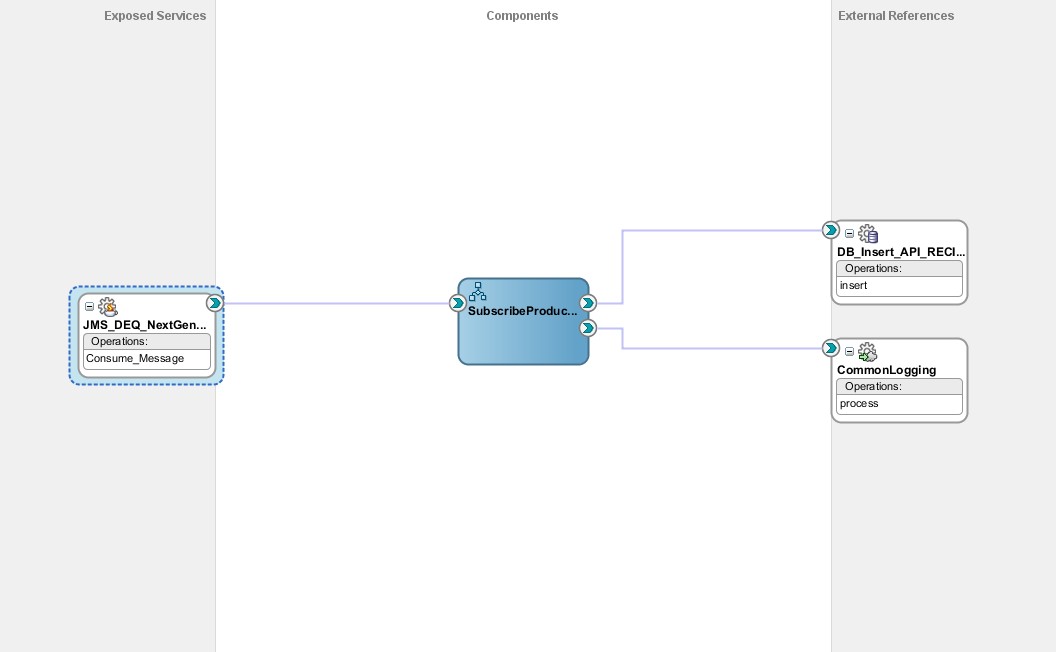 Exposed Services
Components
External References
JMS_DEQ_NextGen...
Operations:
Consume_Message
SubscribeProduc...
DB_Insert_API_RECI...
Operations:
insert
CommonLogging
Operations:
process